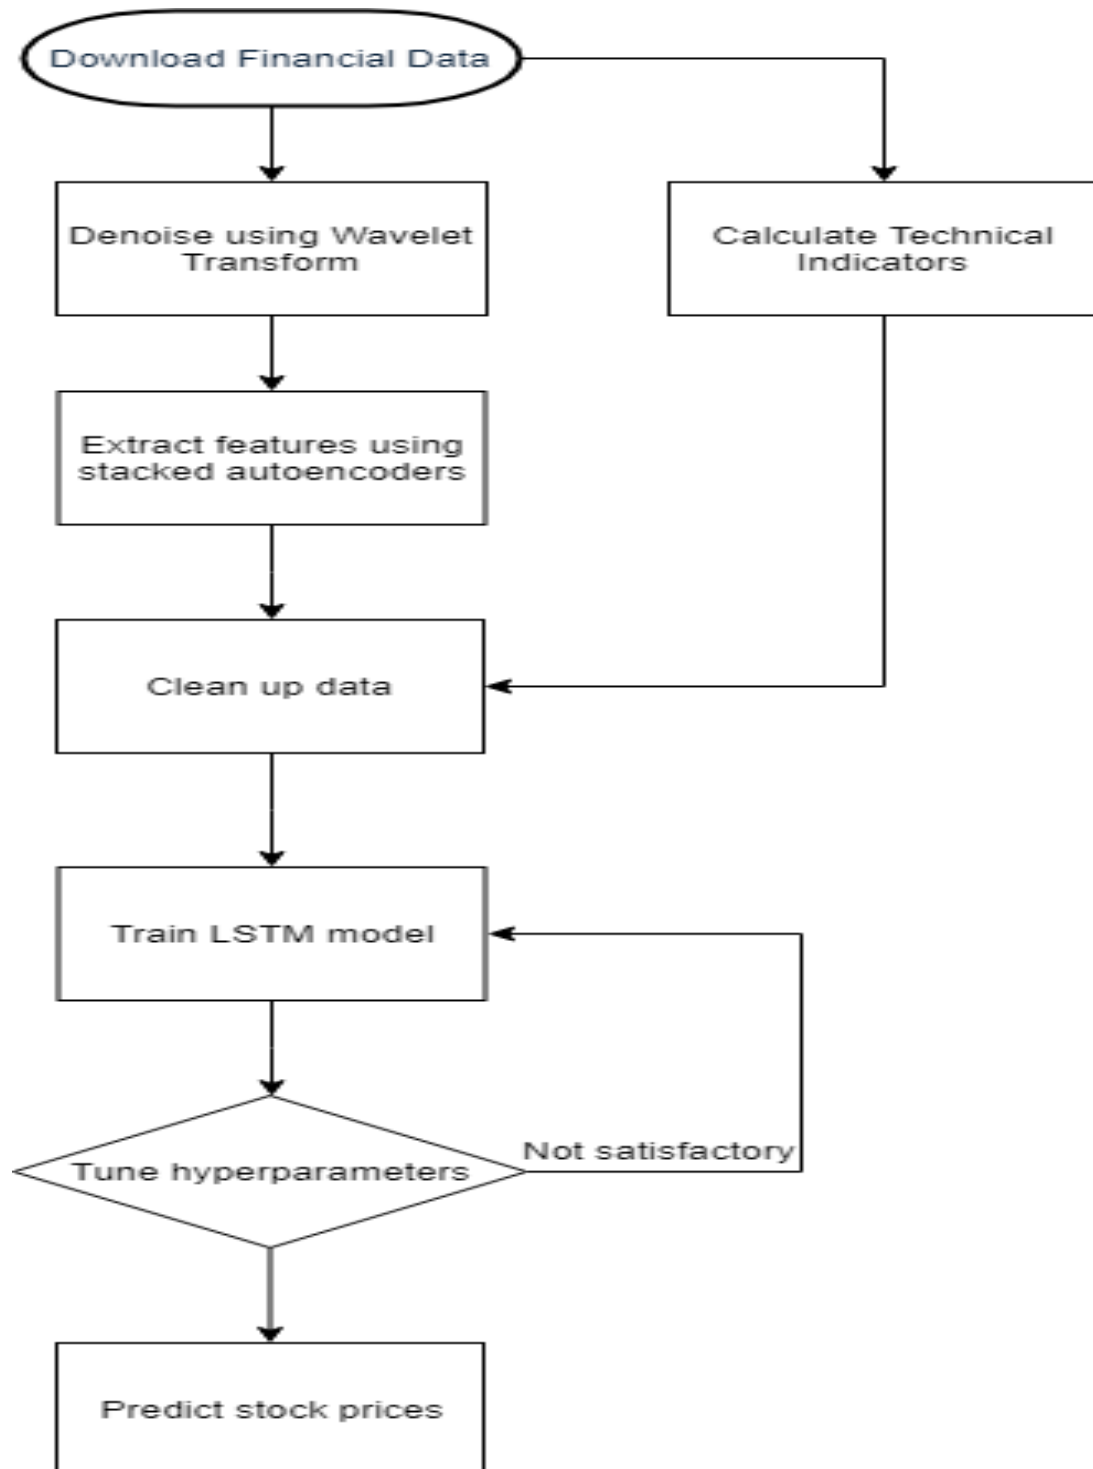 Download Financial Data
Denoise using Wavelet
Transform
Calculate Technical
Indicators
Extract features using
stacked autoencoders
Clean up data
Train LSTM model
Not satisfactory
Tune hyperparameters
Predict stock prices